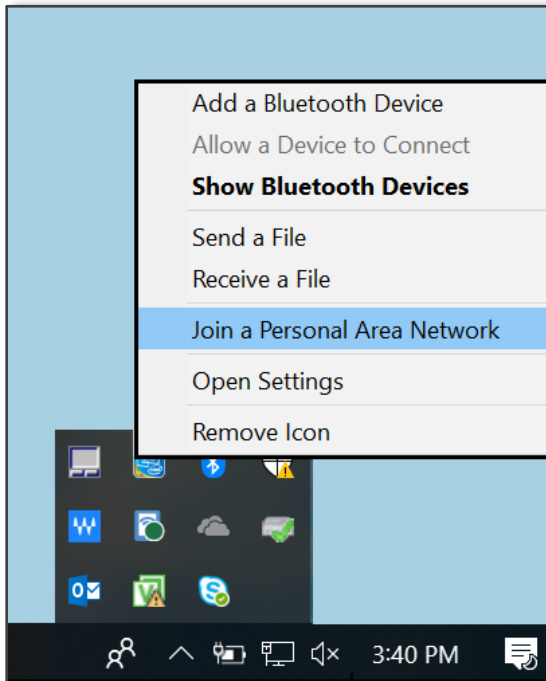 Add a Bluetooth Device
Allow a Device to Connect
Show Bluetooth Devices
Send a File
Receive a File
Join a Personal Area Network
Open Settings
Remove Icon
3:40 PM